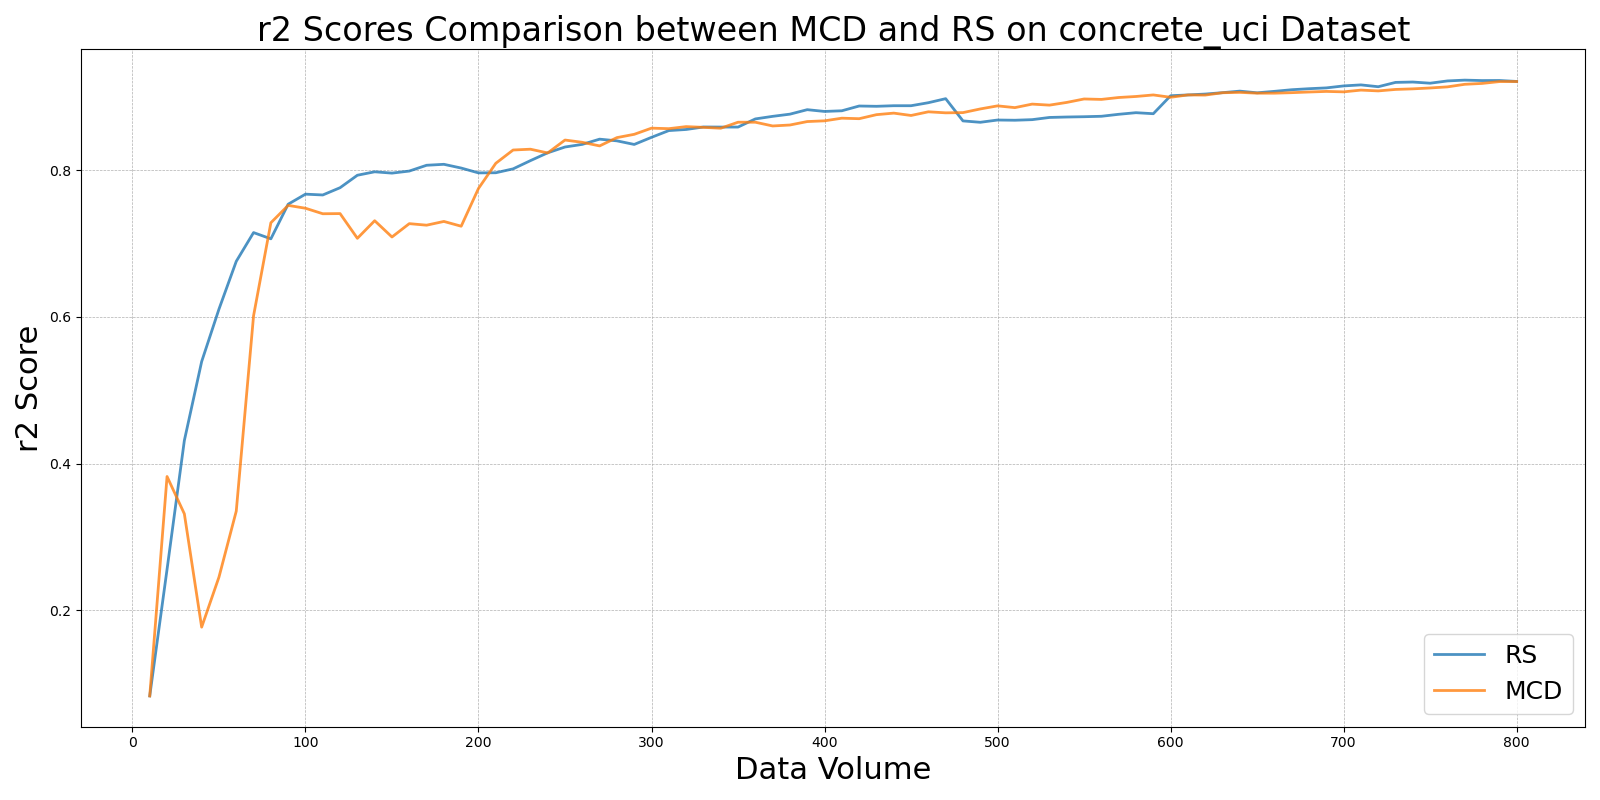 r2 Scores Comparison between MCD and RS on concrete_uci Dataset
r2 Score
0.8
0.6
0.4
0.2
0 100 200 300 400 500 600 700 800
Data Volume
RS
MCD